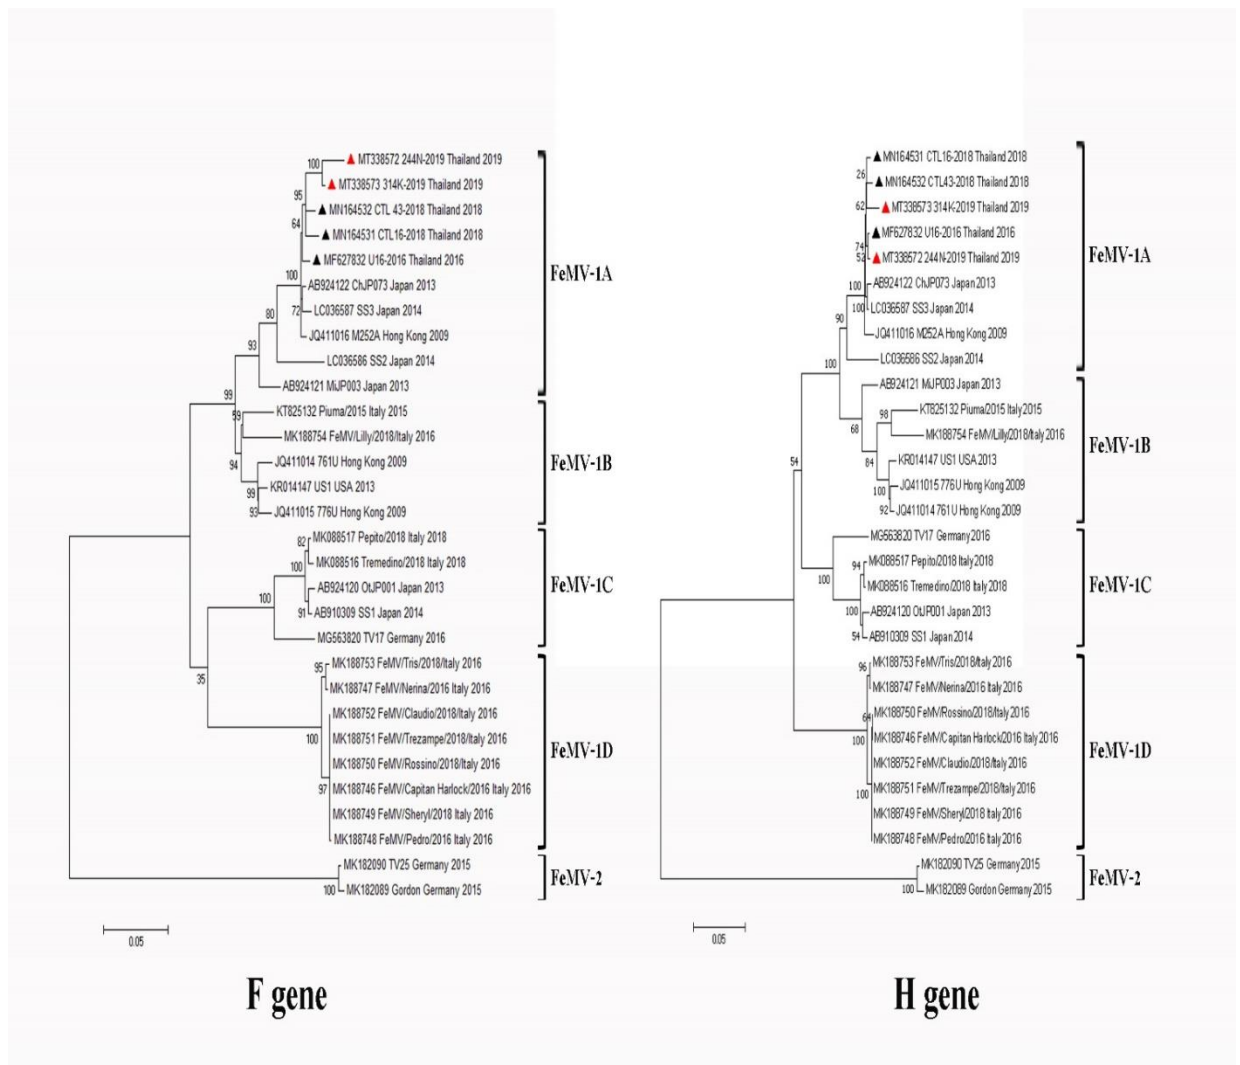 MT338572 244N-2019 Thailand 2019
MT338573 314K-2019 Thailand 2019
MN164532 CTL 43-2018 Thailand 2018
MN164531 CTL16-2018 Thailand 2018
MF627832 U16-2016 Thailand 2016
AB924122 ChJP073 Japan 2013
LC036587 SS3 Japan 2014
JQ411016 M252A Hong Kong 2009
LC036586 SS2 Japan 2014
AB924121 MiJP003 Japan 2013
KT825132 Piuma/2015 Italy 2015
MK188754 FeMV/Lilly/2018/Italy 2016
JQ411014 761U Hong Kong 2009
KR014147 US1 USA 2013
JQ411015 776U Hong Kong 2009
MK088517 Pepito/2018 Italy 2018
MK088516 Tremedino/2018 Italy 2018
AB924120 OtJP001 Japan 2013
AB910309 SS1 Japan 2014
MG563820 TV17 Germany 2016
MK188753 FeMV/Tris/2018/Italy 2016
MK188747 FeMV/Nerina/2016 Italy 2016
MK188752 FeMV/Claudio/2018/Italy 2016
MK188751 FeMV/Trezampe/2018/Italy 2016
MK188750 FeMV/Rossino/2018/Italy 2016
MK188746 FeMV/Capitan Harlock/2016 Italy 2016
MK188749 FeMV/Sheryl/2018 Italy 2016
MK188748 FeMV/Pedro/2016 Italy 2016
MK182090 TV25 Germany 2015
MK182089 Gordon Germany 2015
100
95
64
100
72
80
93
99
59
94
99
93
82
100
91
100
35
95
100
97
100
FeMV-1A
FeMV-1B
FeMV-1C
FeMV-1D
FeMV-2
0.05
F gene
MN164531 CTL16-2018 Thailand 2018
MN164532 CTL43-2018 Thailand 2018
MT338573 314K-2019 Thailand 2019
MF627832 U16-2016 Thailand 2016
MT338572 244N-2019 Thailand 2019
AB924122 ChJP073 Japan 2013
LC036587 SS3 Japan 2014
JQ411016 M252A Hong Kong 2009
LC036586 SS2 Japan 2014
AB924121 MiJP003 Japan 2013
KT825132 Piuma/2015 Italy2015
MK188754 FeMV/Lilly/2018/Italy 2016
KR014147 US1 USA 2013
JQ411015 776U Hong Kong 2009
JQ411014 761U Hong Kong 2009
MG563820 TV17 Germany 2016
MK088517 Pepito/2018 Italy2018
MK088516 Tremedino/2018 Italy 2018
AB924120 OtJP001 Japan 2013
AB910309 SS1 Japan 2014
MK188753 FeMV/Tris/2018/Italy 2016
MK188747 FeMV/Nerina/2016 Italy 2016
MK188750 FeMV/Rossino/2018/Italy 2016
MK188746 FeMV/Capitan Harlock/2016 Italy 2016
MK188752 FeMV/Claudio/2018/Italy 2016
MK188751 FeMV/Trezampe/2018/Italy 2016
MK188749 FeMV/Sheryl/2018 Italy 2016
MK188748 FeMV/Pedro/2016 Italy 2016
MK182090 TV25 Germany 2015
MK182089 Gordon Germany 2015
26
62
74
52
100
100
90
100
98
68
84
100
92
54
94
100
100
54
96
64
100
100
100
FeMV-1A
FeMV-1B
FeMV-1C
FeMV-1D
FeMV-2
0.05
H gene